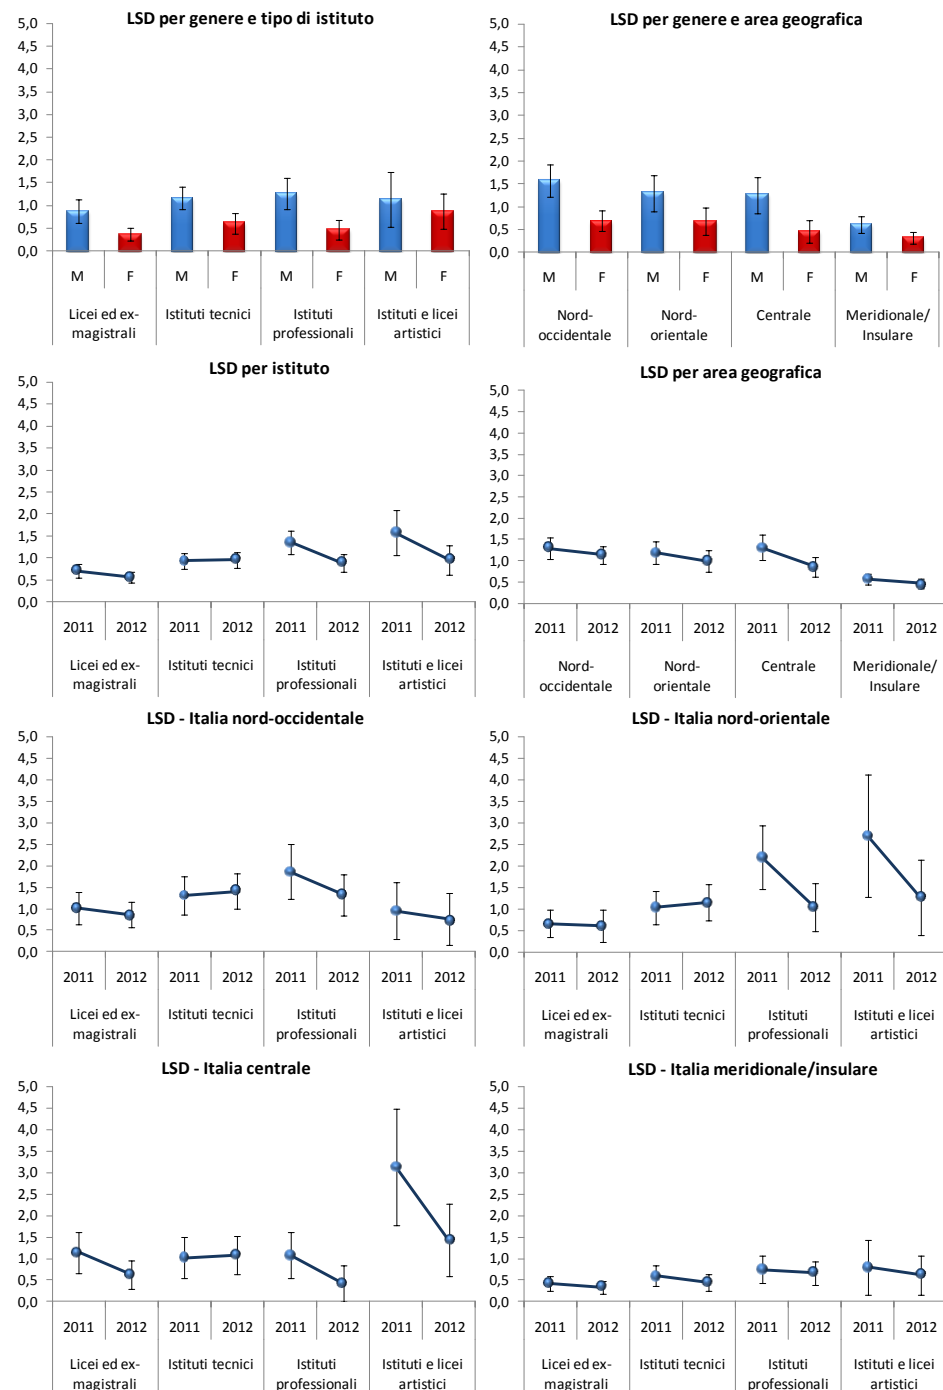 LSD per genere e tipo di istituto
5,0
4,5
4,0
3,5
3,0
2,5
2,0
1,5
1,0
0,5
0,0
M F M F M F M F
Licei ed ex- Istituti tecnici Istituti Istituti e licei
magistrali professionali artistici
LSD per genere e area geografica
5,0
4,5
4,0
3,5
3,0
2,5
2,0
1,5
1,0
0,5
0,0
M F M F M F M F
Nord- Nord- Centrale Meridionale/
occidentale orientale Insulare
LSD per istituto
5,0
4,5
4,0
3,5
3,0
2,5
2,0
1,5
1,0
0,5
0,0
2011 2012 2011 2012 2011 2012 2011 2012
Licei ed ex- Istituti tecnici Istituti Istituti e licei
magistrali professionali artistici
LSD per area geografica
5,0
4,5
4,0
3,5
3,0
2,5
2,0
1,5
1,0
0,5
0,0
2011 2012 2011 2012 2011 2012 2011 2012
Nord- Nord- Centrale Meridionale/
occidentale orientale Insulare
LSD - Italia nord-occidentale
5,0
4,5
4,0
3,5
3,0
2,5
2,0
1,5
1,0
0,5
0,0
2011 2012 2011 2012 2011 2012 2011 2012
Licei ed ex- Istituti tecnici Istituti Istituti e licei
magistrali professionali artistici
LSD - Italia nord-orientale
5,0
4,5
4,0
3,5
3,0
2,5
2,0
1,5
1,0
0,5
0,0
2011 2012 2011 2012 2011 2012 2011 2012
Licei ed ex- Istituti tecnici Istituti Istituti e licei
magistrali professionali artistici
LSD - Italia centrale
5,0
4,5
4,0
3,5
3,0
2,5
2,0
1,5
1,0
0,5
0,0
2011 2012 2011 2012 2011 2012 2011 2012
Licei ed ex- Istituti tecnici Istituti Istituti e licei
magistrali professionali artistici
LSD - Italia meridionale/insulare
5,0
4,5
4,0
3,5
3,0
2,5
2,0
1,5
1,0
0,5
0,0
2011 2012 2011 2012 2011 2012 2011 2012
Licei ed ex- Istituti tecnici Istituti Istituti e licei
magistrali professionali artistici